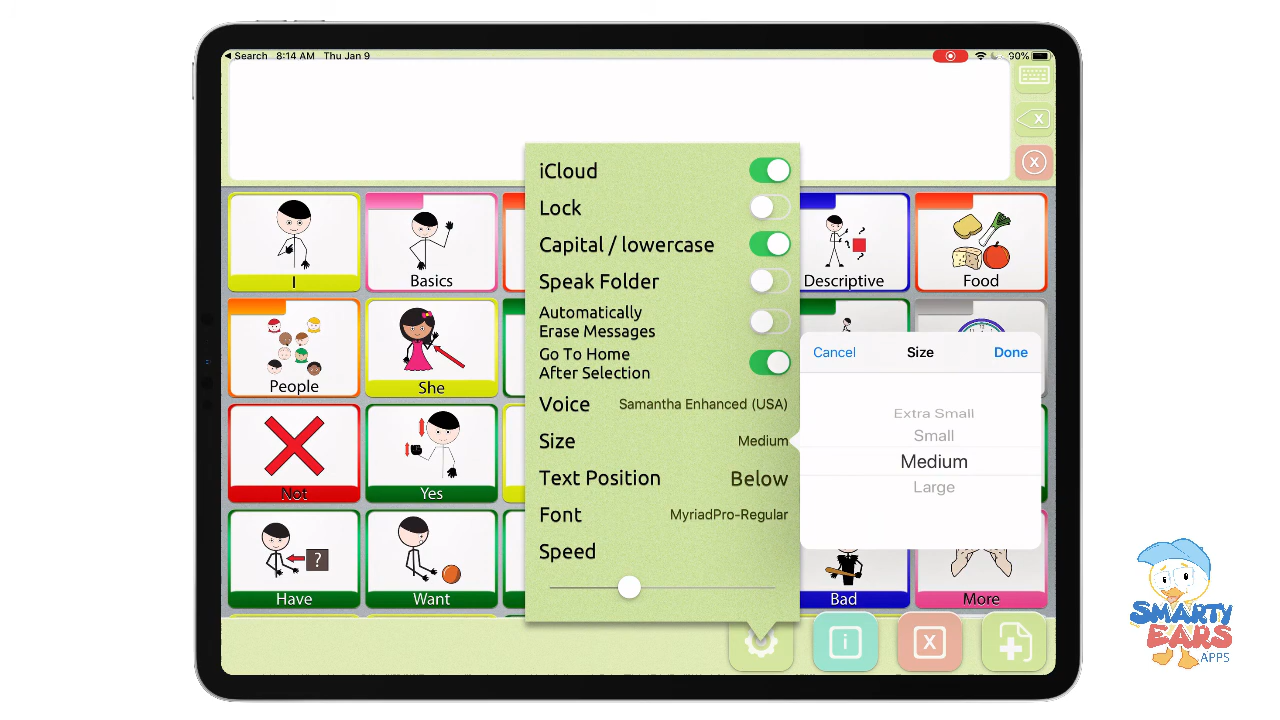 Search 8:14 AM Thu Jan 9
90%
X
X
iCloud
Lock
Capital / lowercase
Speak Folder
Automatically
Erase Messages
Go To Home
After Selection
Voice Samantha Enhanced (USA)
Size Medium
Text Position Below
Font MyriadPro-Regular
Speed
Cancel Size Done
Extra Small
Small
Medium
Large
I
Basics
Descriptive
Food
People
She
Not
Yes
Have
?
Want
Bad
More
i
X
SMARTY
EARS
APPS